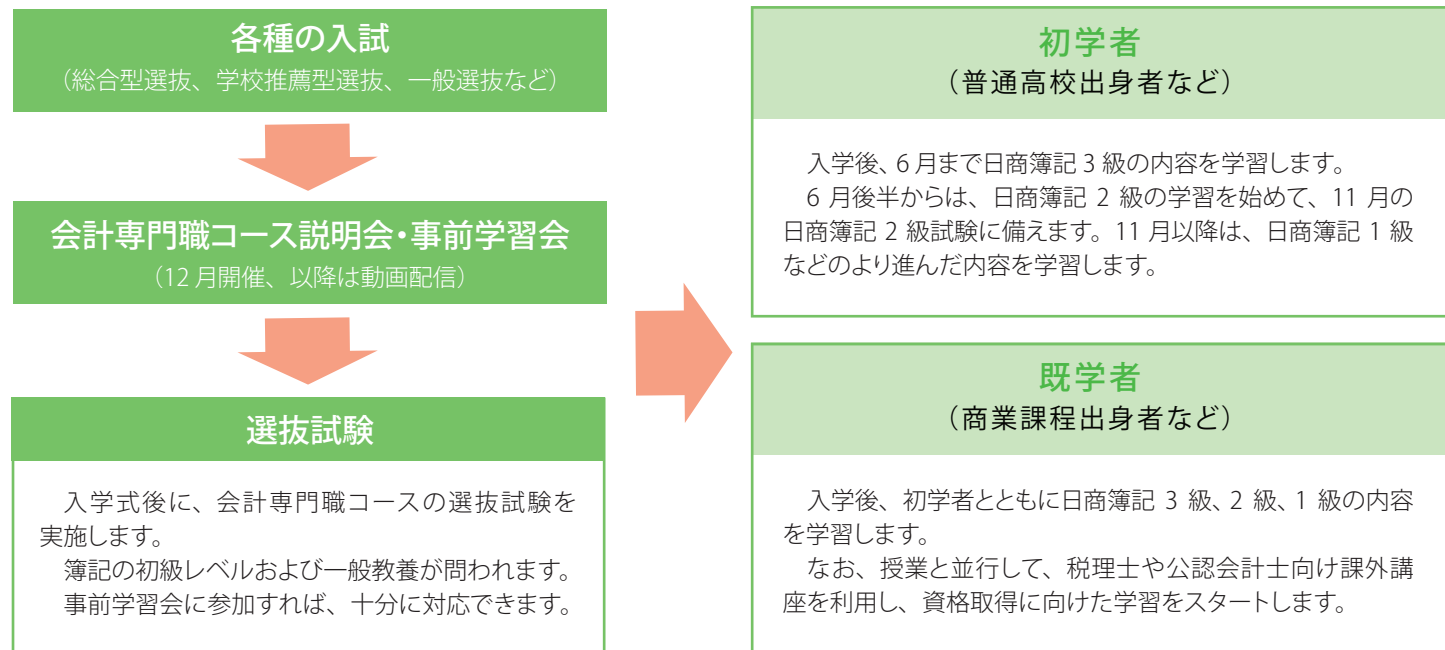 各種の入試
（総合型選抜、学校推薦型選抜、一般選抜など）
会計専門職コース説明会・事前学習会
（12月開催、以降は動画配信）
選抜試験
入学式後に、会計専門職コースの選抜試験を
実施します。
簿記の初級レベルおよび一般教養が問われます。
事前学習会に参加すれば、十分に対応できます。
初学者
（普通高校出身者など）
入学後、6月まで日商簿記3級の内容を学習します。
6月後半からは、日商簿記2級の学習を始めて、11月の
日商簿記2級試験に備えます。11月以降は、日商簿記1級
などのより進んだ内容を学習します。
既学者
（商業課程出身者など）
入学後、初学者とともに日商簿記3級、2級、1級の内容
を学習します。
なお、授業と並行して、税理士や公認会計士向け課外講
座を利用し、資格取得に向けた学習をスタートします。